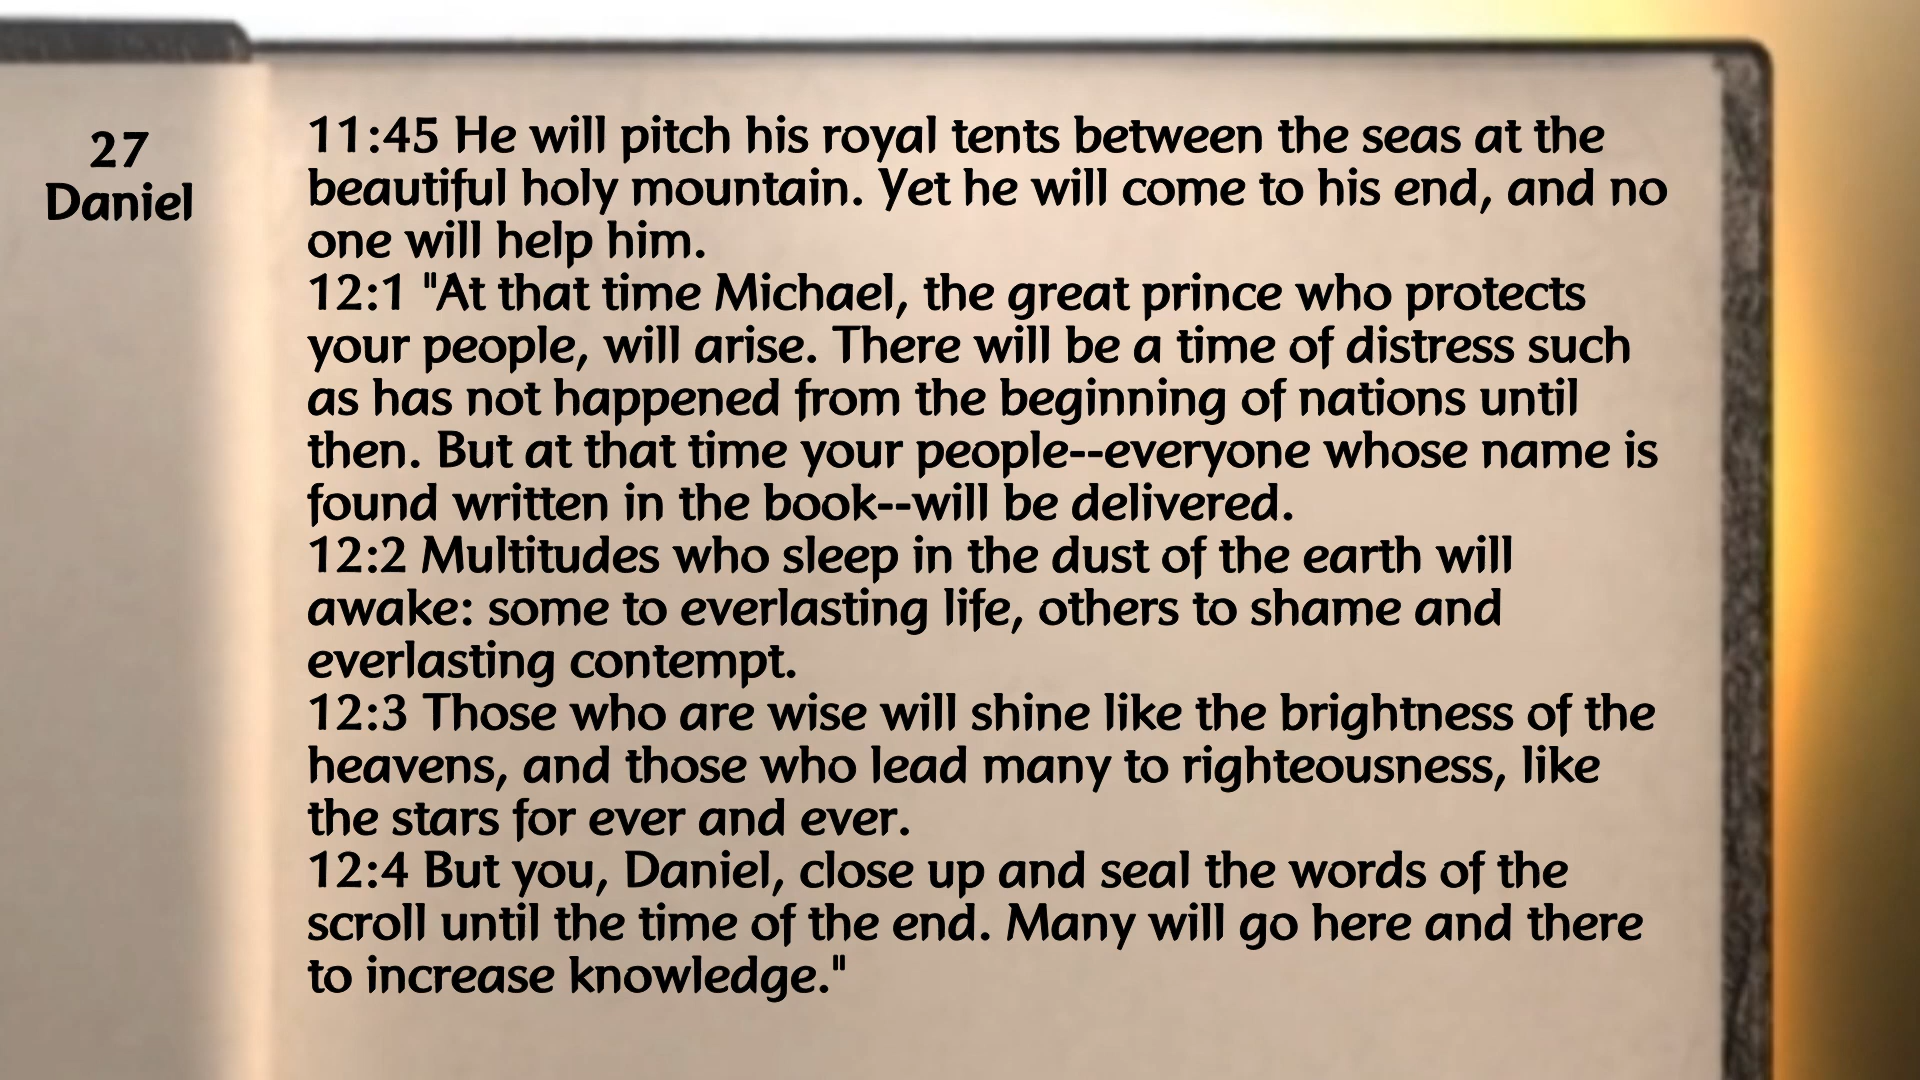 27
Daniel
11:45 He will pitch his royal tents between the seas at the
beautiful holy mountain. Yet he will come to his end, and no
one will help him.
12:1 "At that time Michael, the great prince who protects
your people, will arise. There will be a time of distress such
as has not happened from the beginning of nations until
then. But at that time your people--everyone whose name is
found written in the book--will be delivered.
12:2 Multitudes who sleep in the dust of the earth will
awake: some to everlasting life, others to shame and
everlasting contempt.
12:3 Those who are wise will shine like the brightness of the
heavens, and those who lead many to righteousness, like
the stars for ever and ever.
12:4 But you, Daniel, close up and seal the words of the
scroll until the time of the end. Many will go here and there
to increase knowledge."